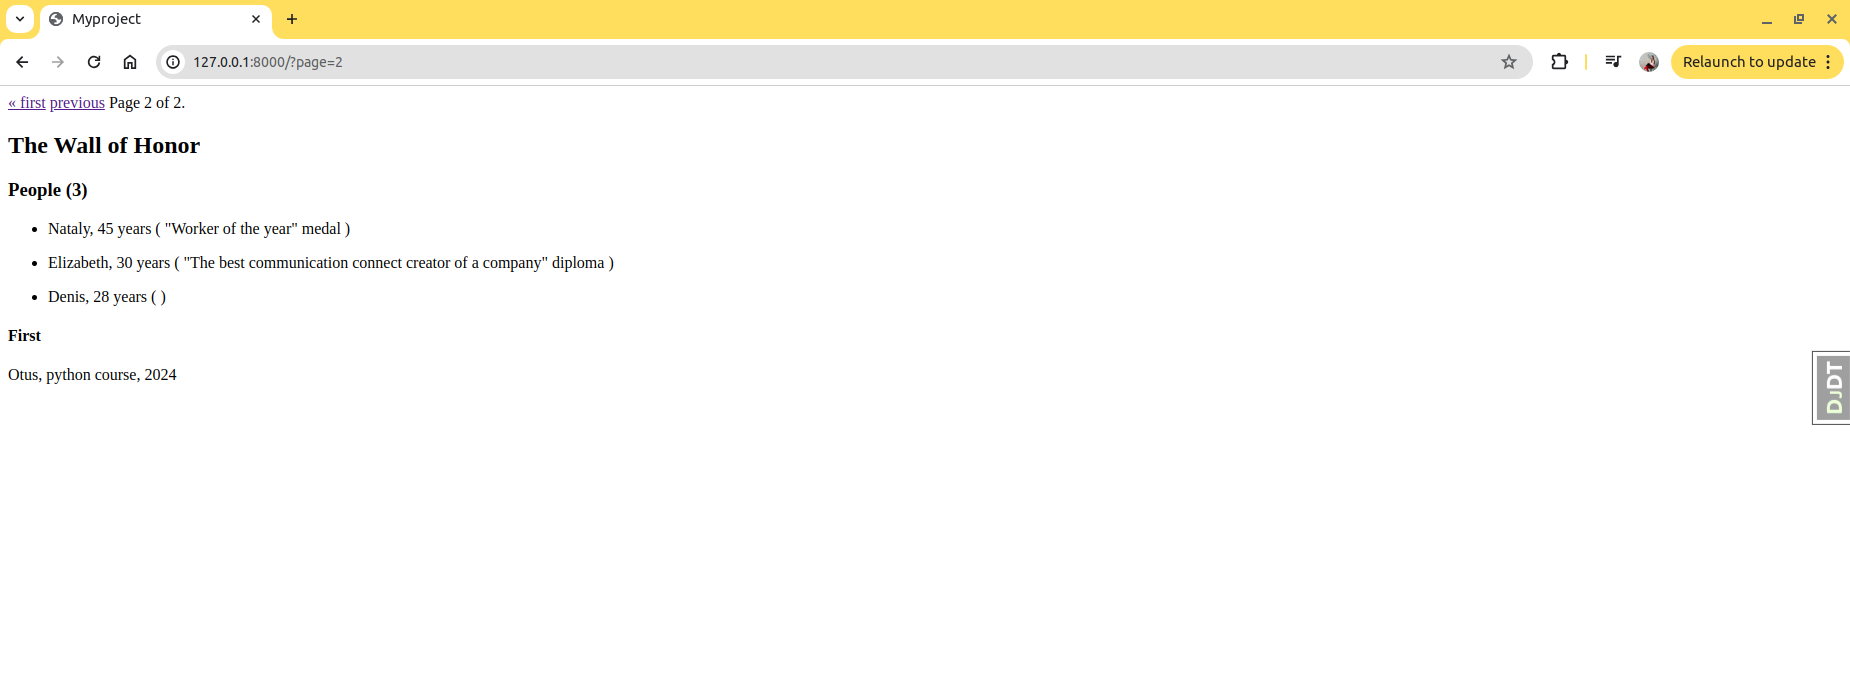 Myproject
127.0.0.1:8000/?page=2
Relaunch to update
« first previous Page 2 of 2.
The Wall of Honor
People (3)
Nataly, 45 years ( "Worker of the year" medal )
Elizabeth, 30 years ( "The best communication connect creator of a company" diploma )
Denis, 28 years ( )
First
Otus, python course, 2024
DJDT